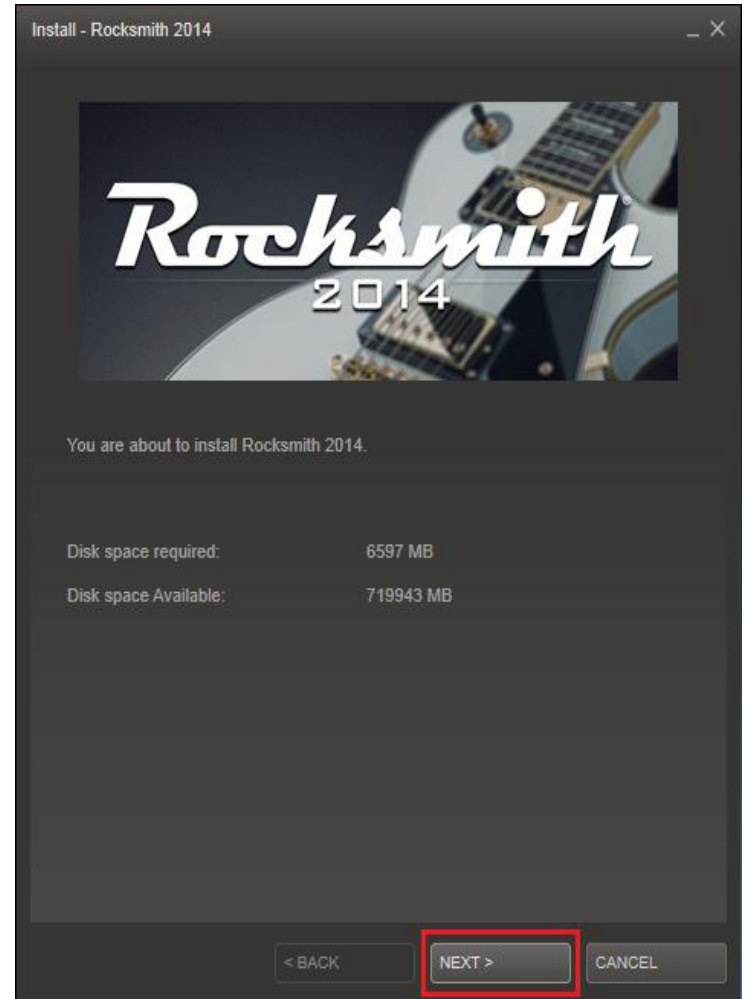 Install - Rocksmith 2014
Rocksmith
2014
You are about to install Rocksmith 2014.
Disk space required: 6597 MB
Disk space Available: 719943 MB
< BACK NEXT > CANCEL